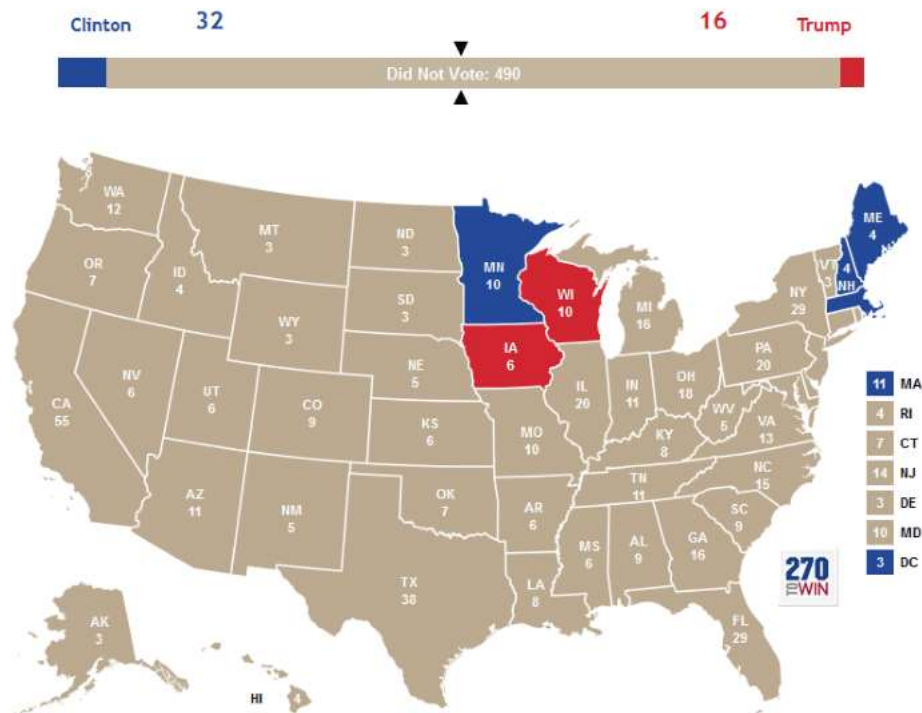 Clinton 32 16 Trump
Did Not Vote: 490
WA
12
OR
7
ID
4
MT
3
ND
3
SD
3
WY
3
NE
5
NV
6
UT
6
CO
9
CA
55
KS
6
AZ
11
NM
5
OK
7
TX
38
MN
10
IA
6
WI
10
MI
16
IL
20
IN
11
OH
18
MO
10
KY
8
WV
5
VA
13
TN
11
NC
15
AR
6
SC
9
MS
6
AL
9
GA
16
LA
8
FL
29
PA
20
NY
29
VT
3
4
NH
ME
4
11 MA
4 RI
7 CT
14 NJ
3 DE
10 MD
3 DC
270
TO WIN
AK
3
HI 4